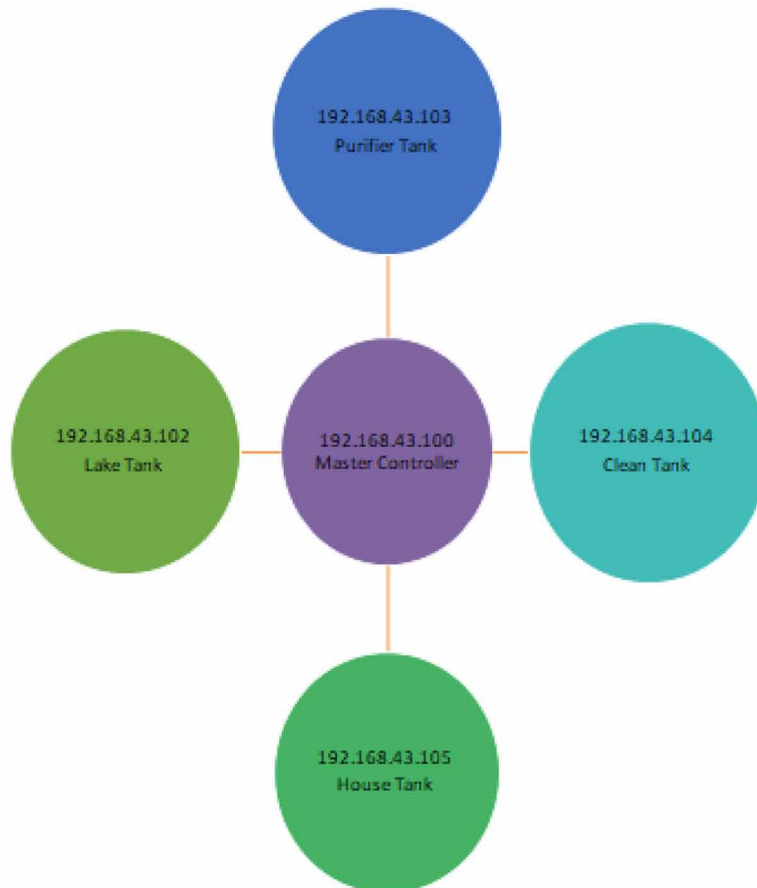 192.168.43.103
Purifier Tank
192.168.43.102
Lake Tank
192.168.43.100
Master Controller
192.168.43.104
Clean Tank
192.168.43.105
House Tank